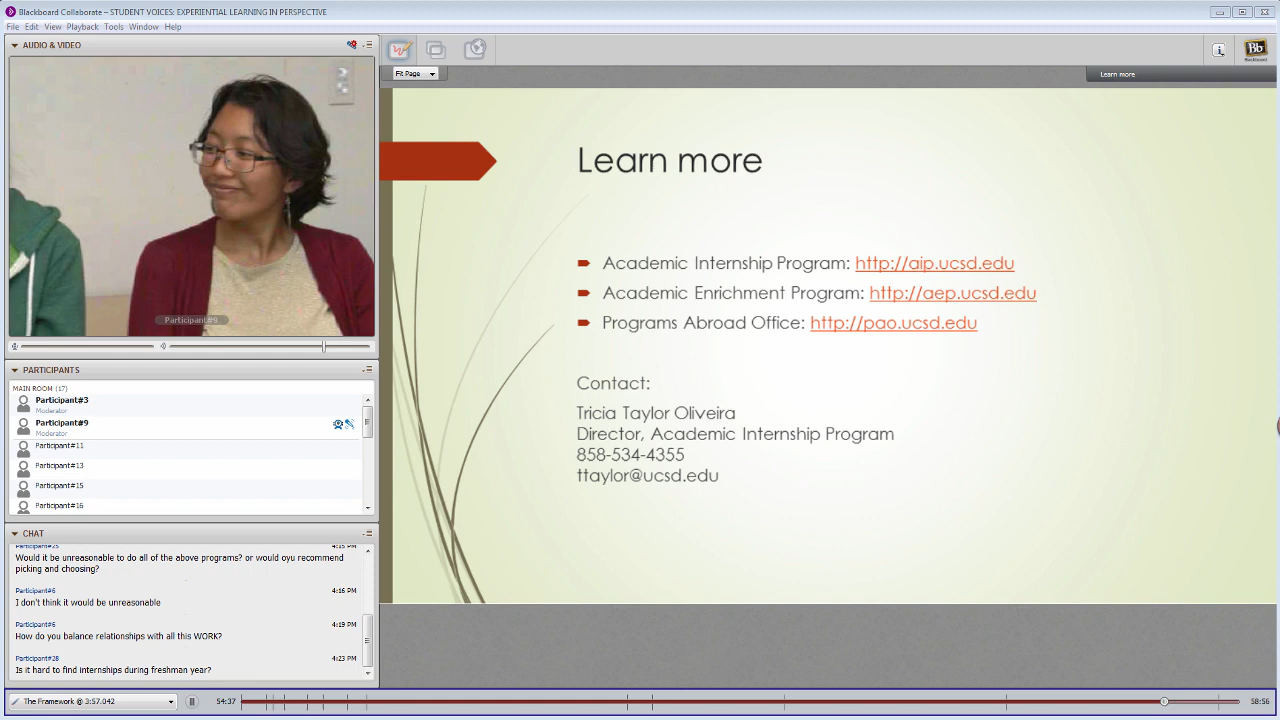 Blackboard Collaborate – STUDENT VOICES: EXPERIENTIAL LEARNING IN PERSPECTIVE
File Edit View Playback Tools Window Help
AUDIO & VIDEO
Participant#9
PARTICIPANTS
MAIN ROOM (17)
Participant#3
Moderator
Participant#9
Moderator
Participant#11
Participant#13
Participant#15
Participant#16
CHAT
Participant#25 4:15 PM
Would it be unreasonable to do all of the above programs? or would oyu recommend
picking and choosing?
Participant#6 4:16 PM
I don't think it would be unreasonable
Participant#6 4:19 PM
How do you balance relationships with all this WORK?
Participant#28 4:23 PM
Is it hard to find internships during freshman year?
Fit Page
Learn more
Bb
Blackboard
Learn more
Academic Internship Program: http://aip.ucsd.edu
Academic Enrichment Program: http://aep.ucsd.edu
Programs Abroad Office: http://pao.ucsd.edu
Contact:
Tricia Taylor Oliveira
Director, Academic Internship Program
858-534-4355
ttaylor@ucsd.edu
The Framework @ 3:57.042
54:37
58:56